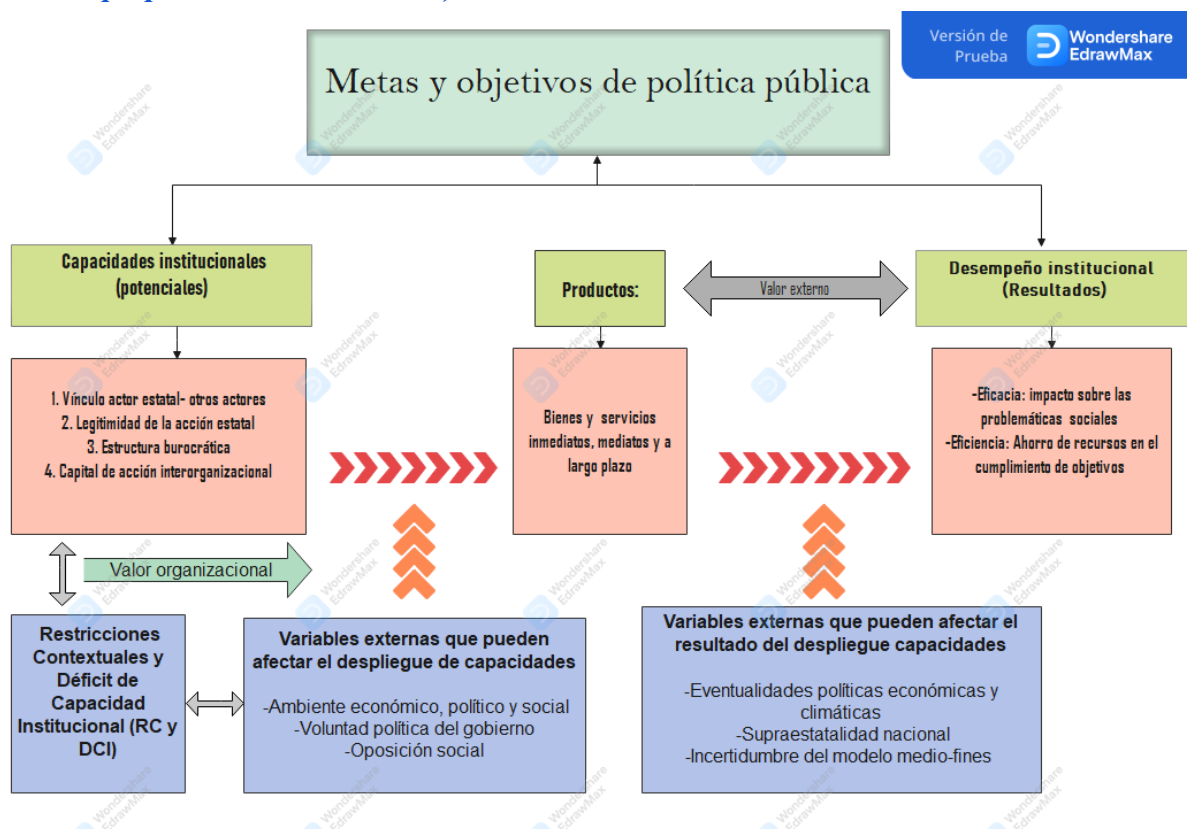 Versión de
Prueba
Wondershare
EdrawMax
Metas y objetivos de política pública
Capacidades institucionales
(potenciales)
Productos:
Valor externo
Desempeño institucional
(Resultados)
1. Vínculo actor estatal- otros actores
2. Legitimidad de la acción estatal
3. Estructura burocrática
4. Capital de acción interorganizacional
Bienes y servicios
inmediatos, mediatos y a
largo plazo
-Eficacia: impacto sobre las
problemáticas sociales
-Eficiencia: Ahorro de recursos en el
cumplimiento de objetivos
Valor organizacional
Restricciones
Contextuales y
Déficit de
Capacidad
Institucional (RC y
DCI)
Variables externas que pueden
afectar el despliegue de capacidades
-Ambiente económico, político y social
-Voluntad política del gobierno
-Oposición social
Variables externas que pueden afectar el
resultado del despliegue capacidades
-Eventualidades políticas económicas y
climáticas
-Supraestatalidad nacional
-Incertidumbre del modelo medio-fines